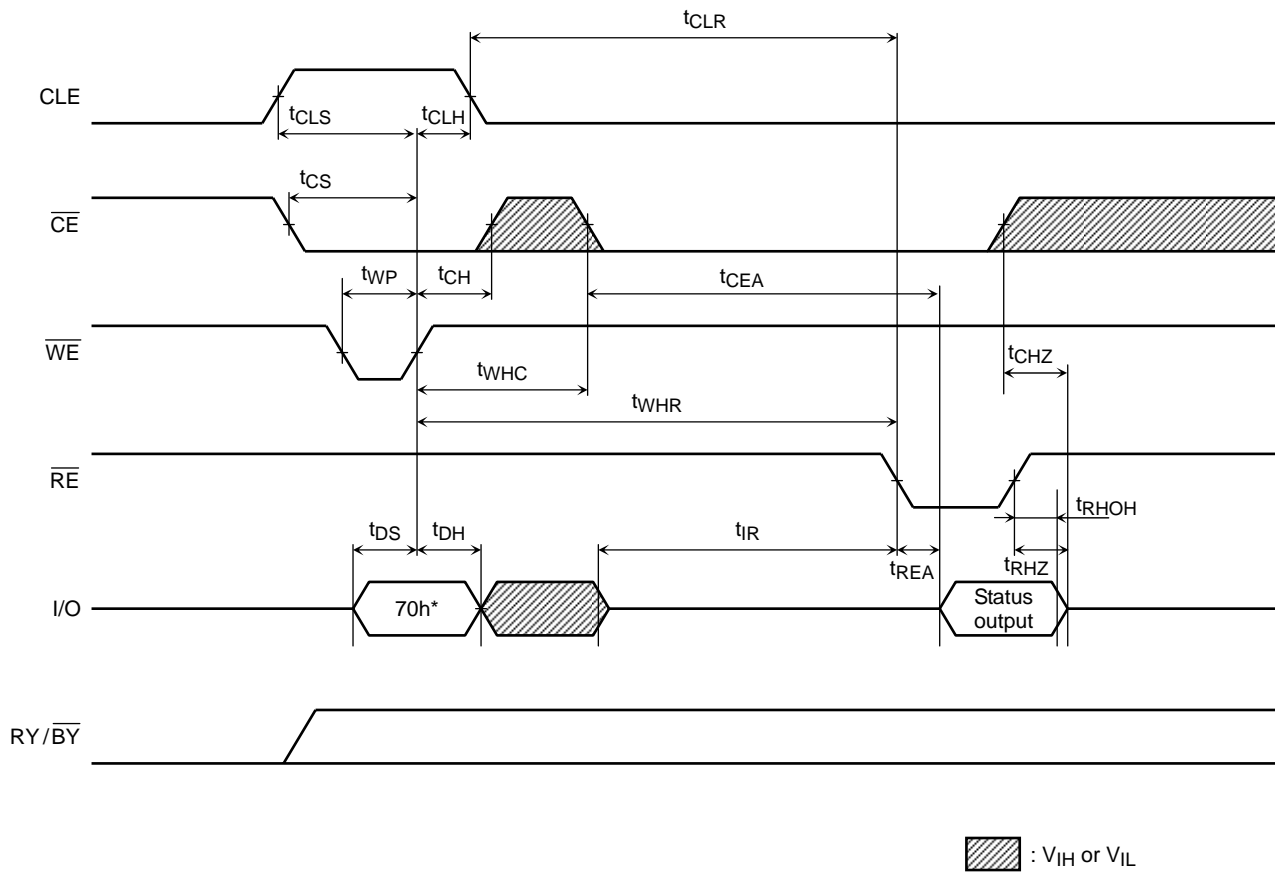 tCLR
CLE
tCLS
tCLH
tCS
CE
tWP
tCH
tCEA
WE
tCHZ
tWHC
tWHR
RE
tDS
tDH
tIR
tRHOH
tREA
tRHZ
I/O
70h*
Status
output
RY/BY
: VIH or VIL